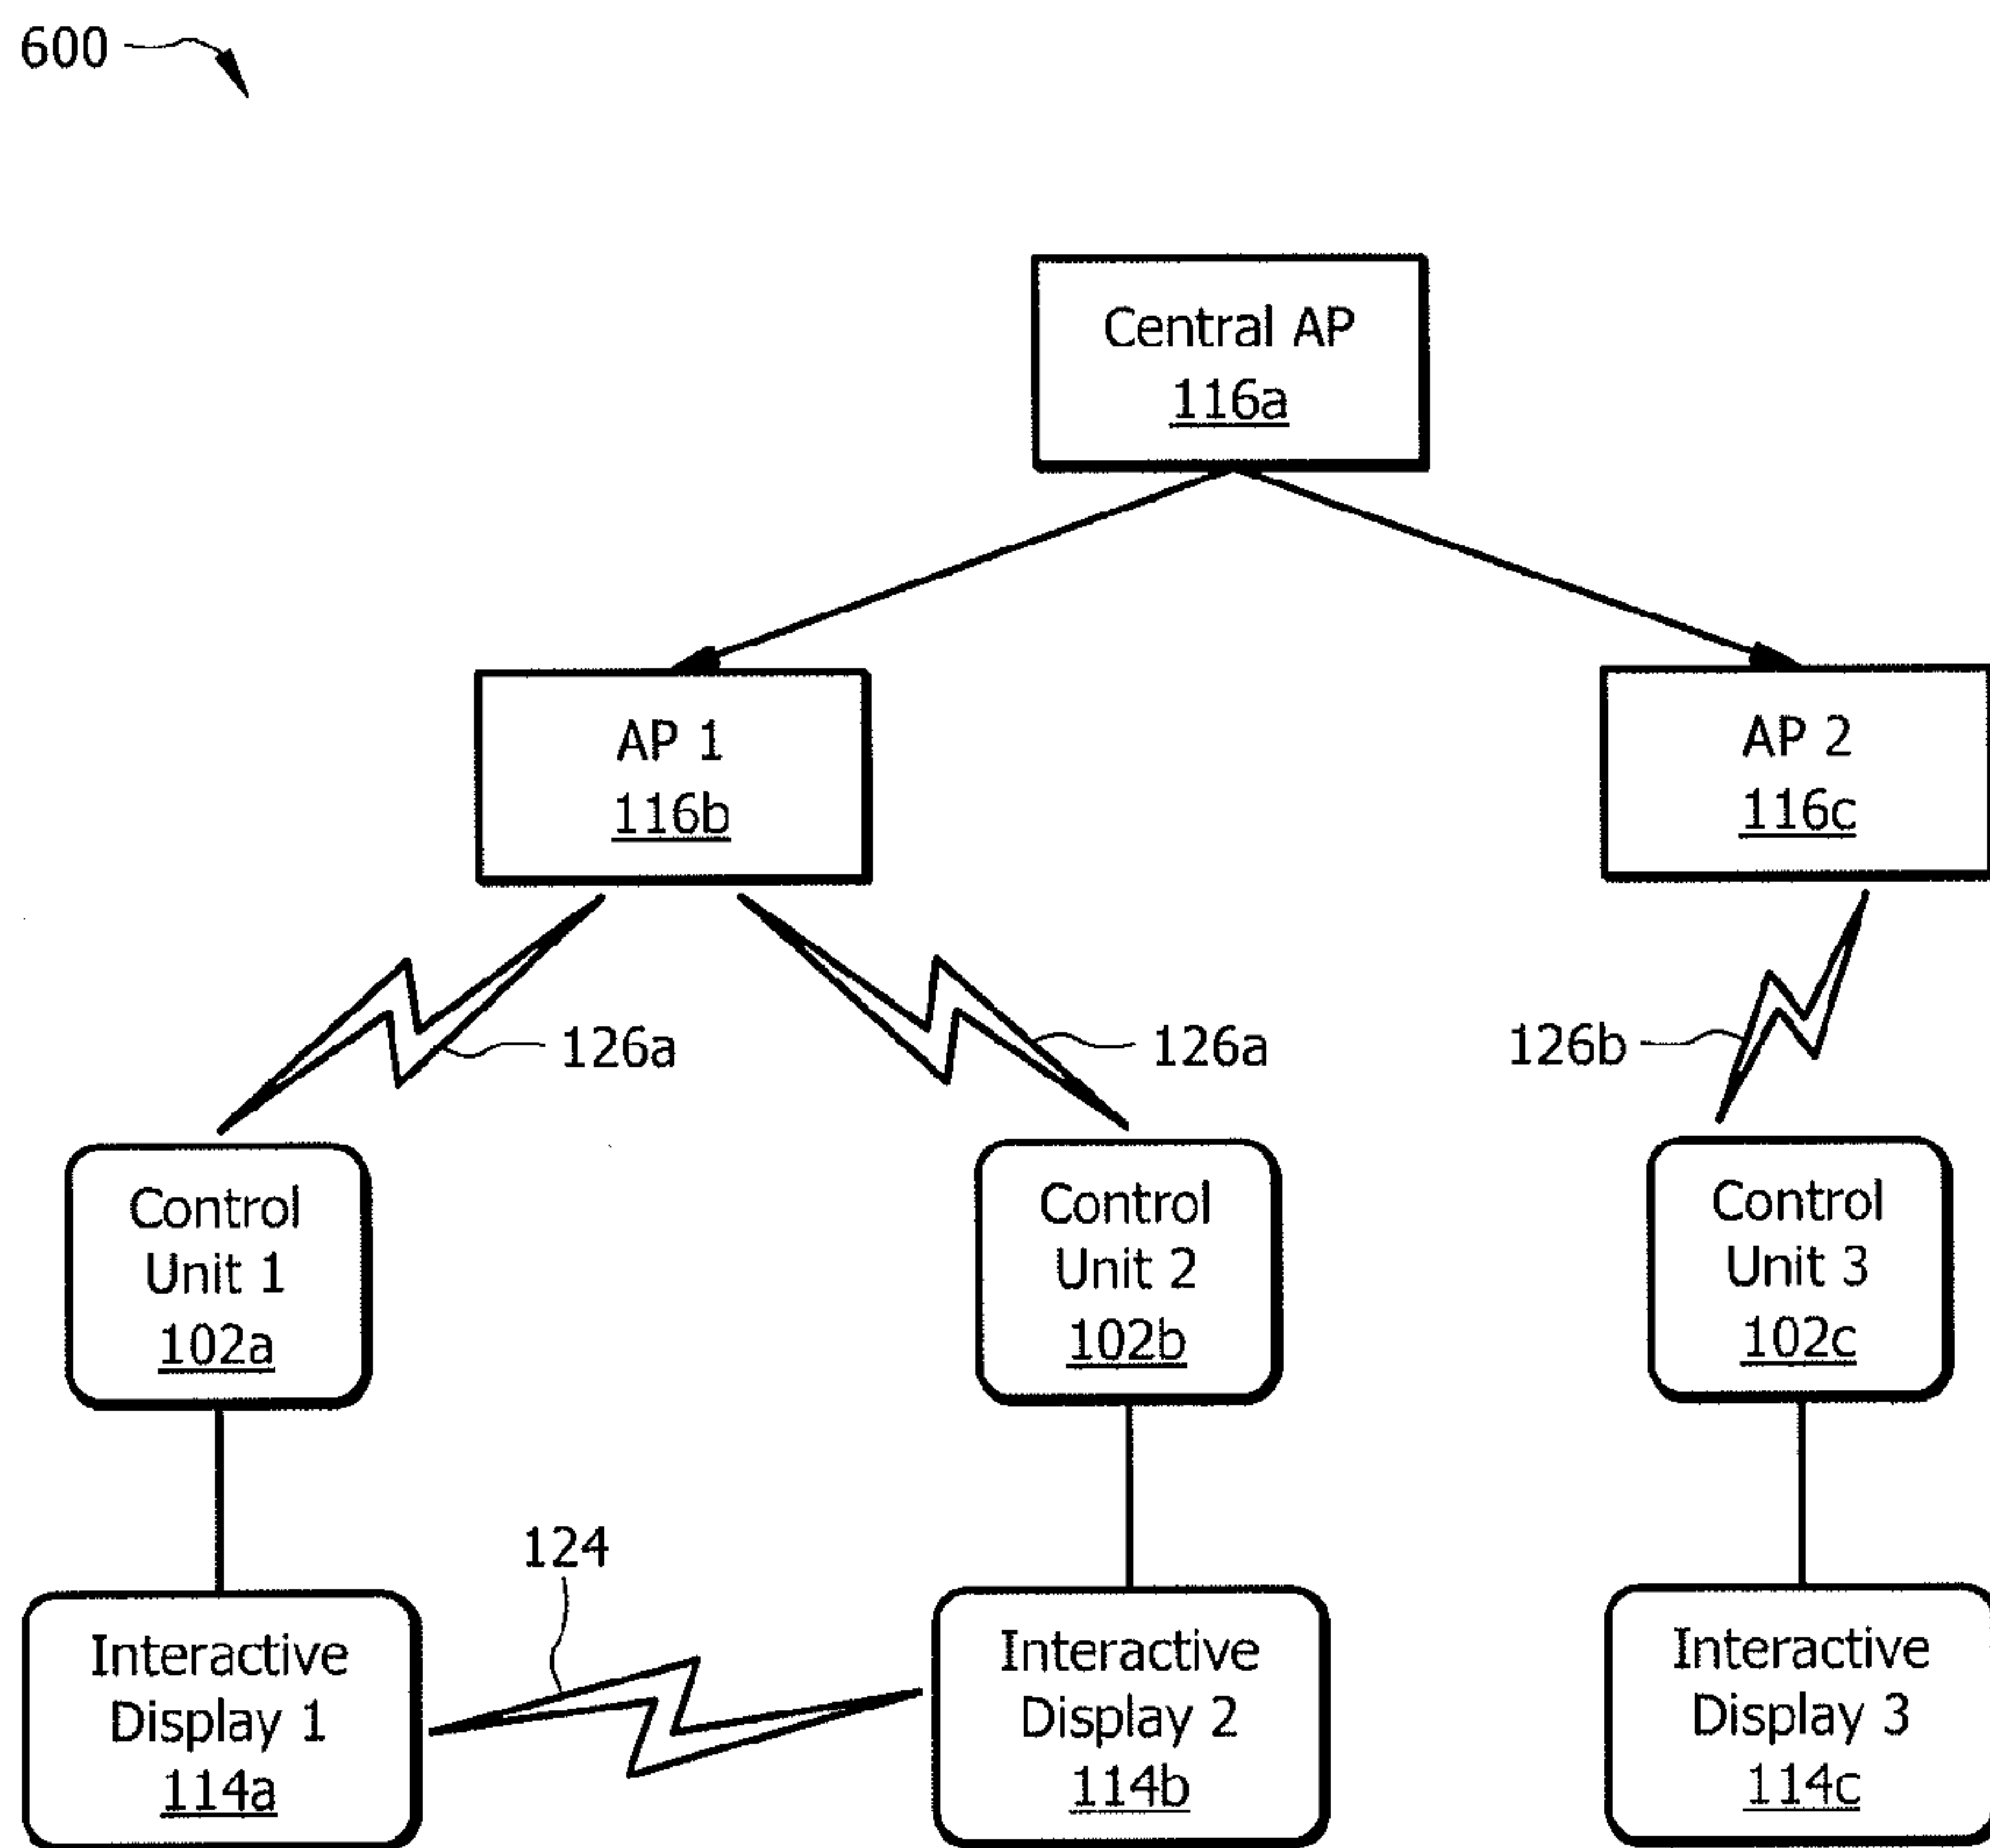 600
Central AP
116a
AP 1
116b
AP 2
116c
126a
126a
126b
Control
Unit 1
102a
Control
Unit 2
102b
Control
Unit 3
102c
124
Interactive
Display 1
114a
Interactive
Display 2
114b
Interactive
Display 3
114c